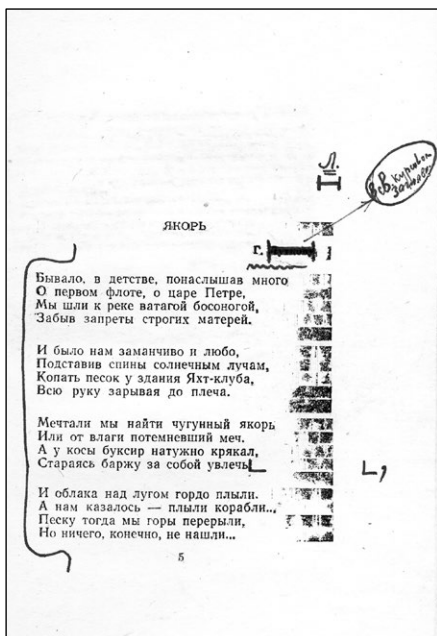 Л.
ЯКОРЬ
г.
Бывало, в детстве, понаслышав много
О первом флоте, о царе Петре,
Мы шли к реке ватагой босоногой,
Забыв запреты строгих матерей.
И было нам заманчиво и любо,
Подставив спины солнечным лучам,
Копать песок у здания Яхт-клуба,
Всю руку зарывая до плеча.
Мечтали мы найти чугунный якорь
Или от влаги потемневший меч.
А у косы буксир натужно крякал,
Стараясь баржу за собой увлечь
И облака над лугом гордо плыли.
А нам казалось — плыли корабли...
Песку тогда мы горы перерыли,
Но ничего, конечно, не нашли...
5